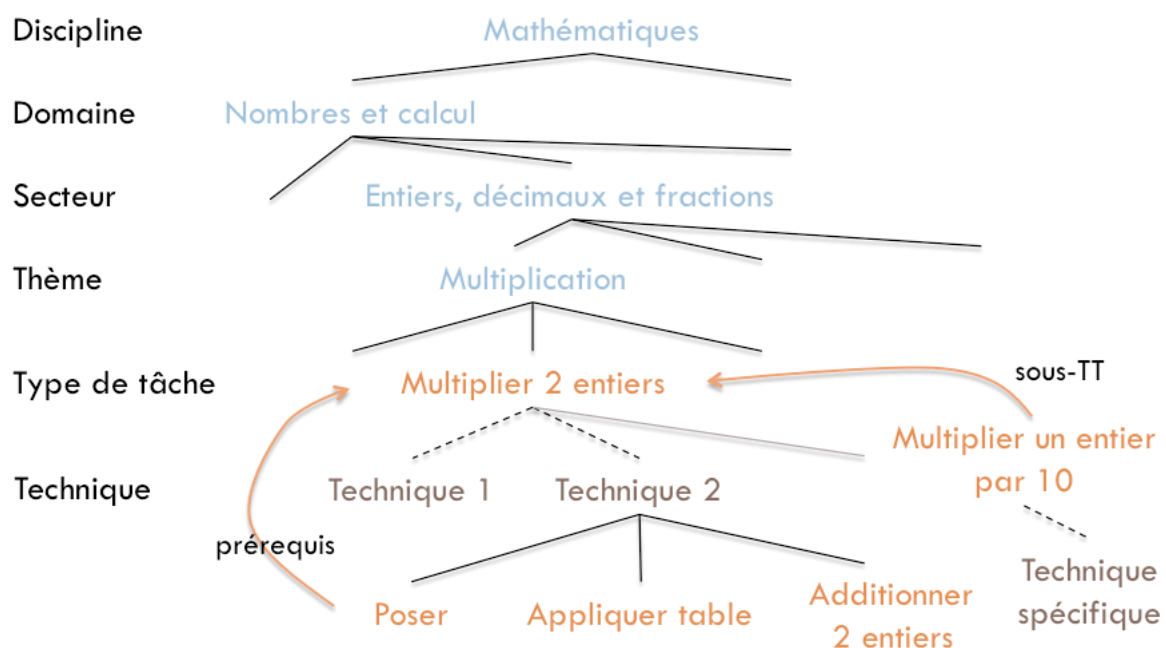 Discipline
Mathématiques
Domaine
Nombres et calcul
Secteur
Entiers, décimaux et fractions
Thème
Multiplication
Type de tâche
Multiplier 2 entiers
sous-TT
Multiplier un entier
par 10
Technique
Technique 1
Technique 2
prérequis
Technique
spécifique
Poser
Appliquer table
Additionner
2 entiers